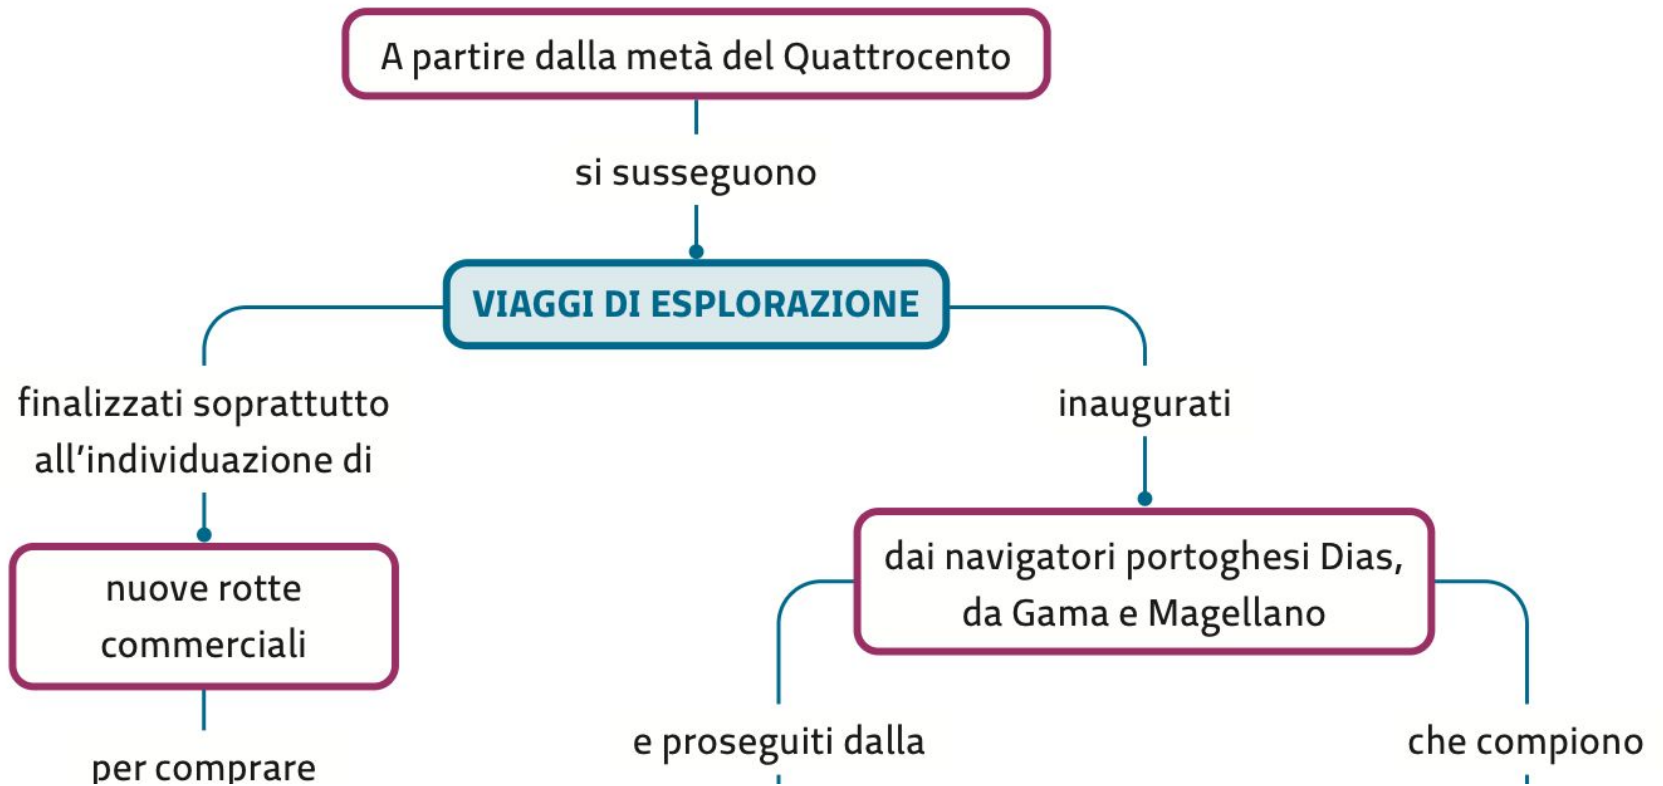 A partire dalla metà del Quattrocento
si susseguono
VIAGGI DI ESPLORAZIONE
finalizzati soprattutto
all'individuazione di
nuove rotte
commerciali
per comprare
inaugurati
dai navigatori portoghesi Dias,
da Gama e Magellano
e proseguiti dalla
che compiono